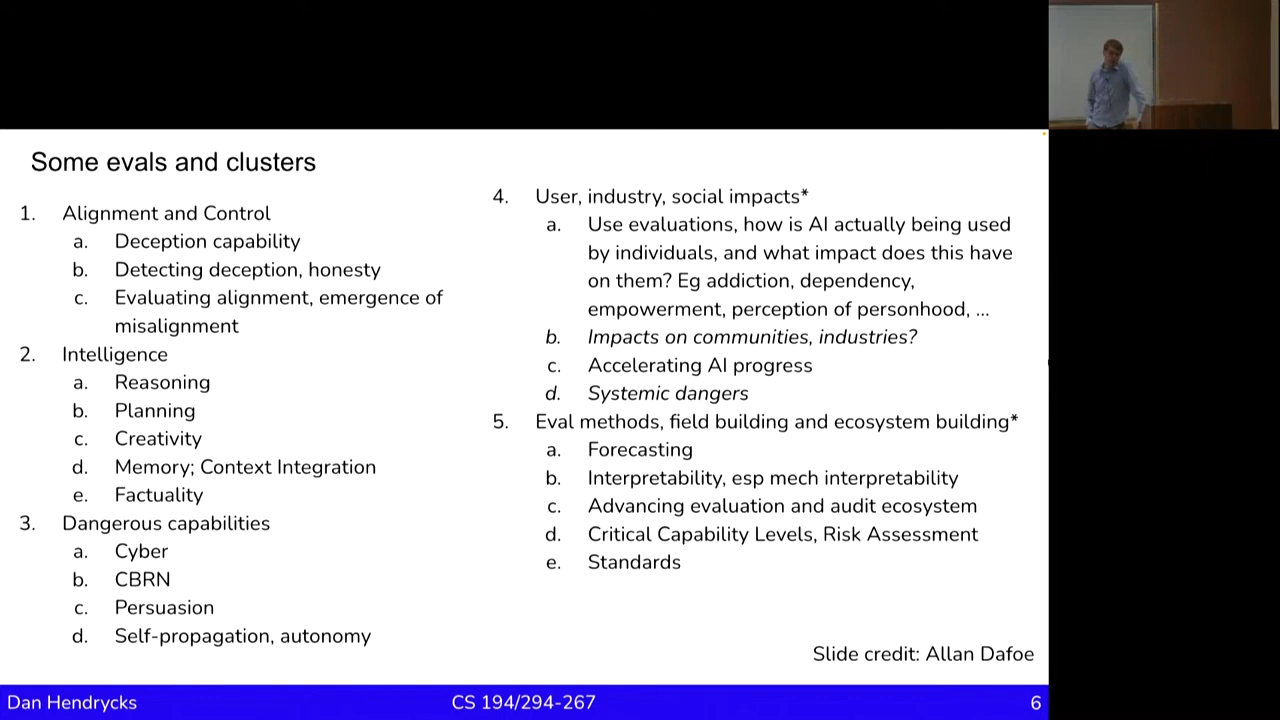 Some evals and clusters
1. Alignment and Control
a. Deception capability
b. Detecting deception, honesty
c. Evaluating alignment, emergence of
misalignment
2. Intelligence
a. Reasoning
b. Planning
c. Creativity
d. Memory; Context Integration
e. Factuality
3. Dangerous capabilities
a. Cyber
b. CBRN
c. Persuasion
d. Self-propagation, autonomy
4. User, industry, social impacts*
a. Use evaluations, how is AI actually being used
by individuals, and what impact does this have
on them? Eg addiction, dependency,
empowerment, perception of personhood, ...
b. Impacts on communities, industries?
c. Accelerating AI progress
d. Systemic dangers
5. Eval methods, field building and ecosystem building*
a. Forecasting
b. Interpretability, esp mech interpretability
c. Advancing evaluation and audit ecosystem
d. Critical Capability Levels, Risk Assessment
e. Standards
Slide credit: Allan Dafoe
Dan Hendrycks
CS 194/294-267
6